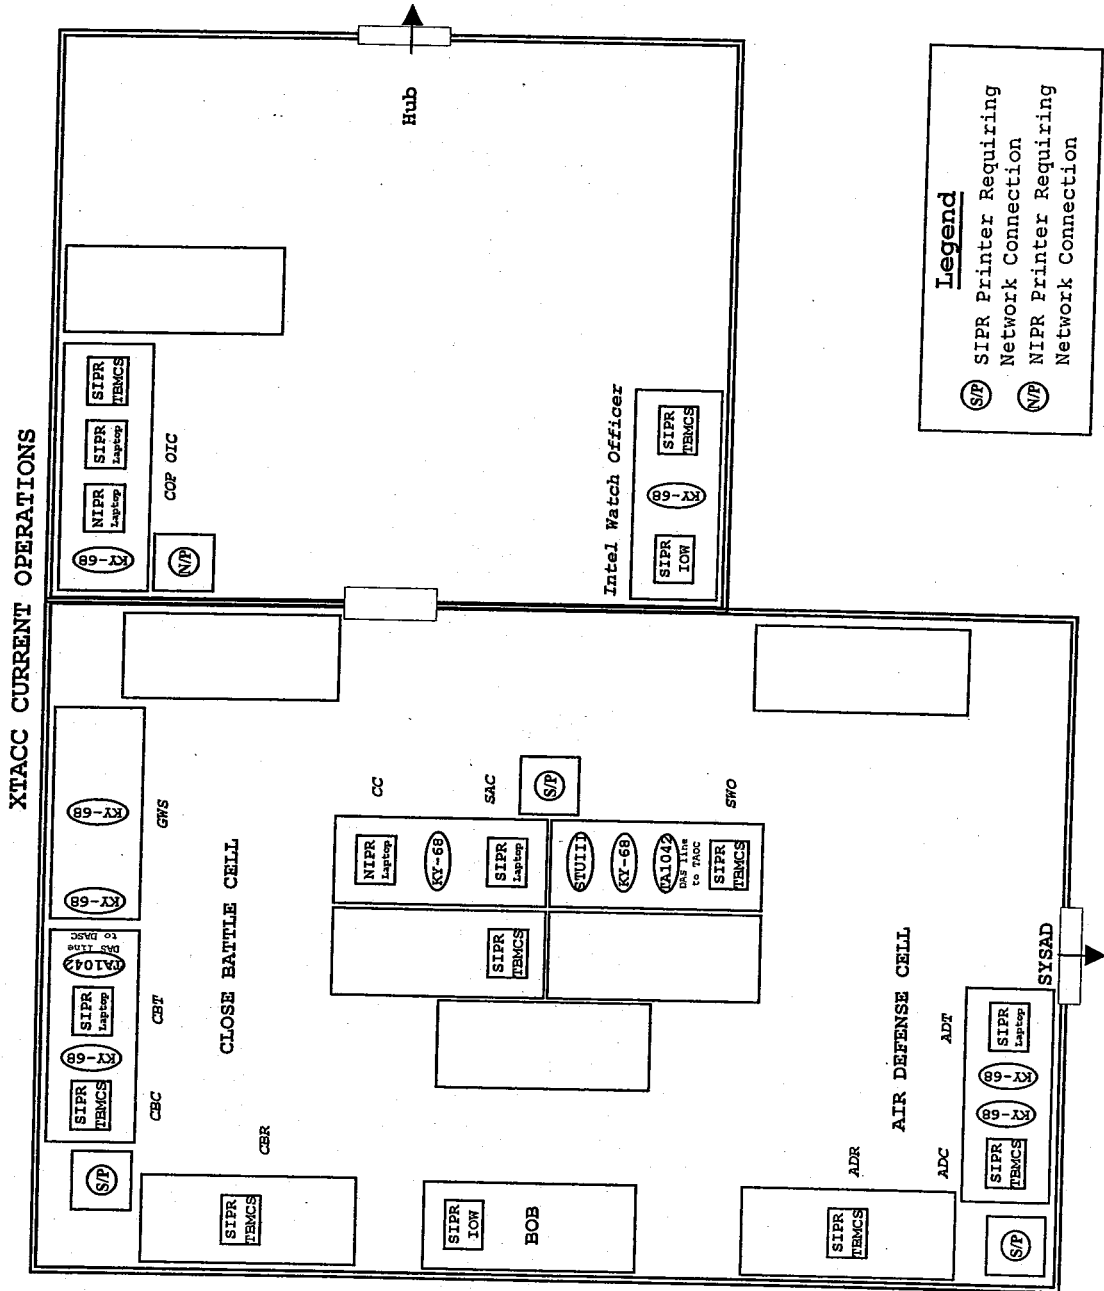 XTACC CURRENT OPERATIONS
Hub
KY-68
NIPR
Laptop
SIPR
Laptop
SIPR
TBMCS
COP OIC
N/P
Intel Watch Officer
SIPR
IOW
KY-68
SIPR
TBMCS
S/P
SIPR
TBMCS
KY-68
SIPR
Laptop
TA1042
DAS line
to DASC
KY-68
KY-68
CBC
CBT
GWS
CLOSE BATTLE CELL
CBR
SIPR
TBMCS
NIPR
Laptop
KY-68
SIPR
Laptop
CC
SAC
S/P
SIPR
TBMCS
STUIII
KY-68
TA1042
DAS line
to TAOC
SIPR
TBMCS
SWO
SIPR
IOW
BOB
AIR DEFENSE CELL
ADR
SIPR
TBMCS
ADC
ADT
SYSAD
S/P
SIPR
TBMCS
KY-68
KY-68
SIPR
Laptop
Legend
S/P SIPR Printer Requiring
Network Connection
N/P NIPR Printer Requiring
Network Connection